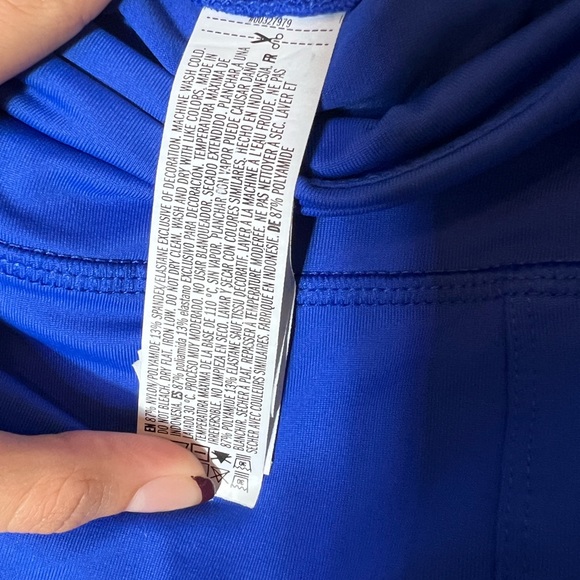 #00327979
EN 87% POLYAMIDE 13% SPANDEX/ELASTANE EXCLUSIVE OF DECORATION. MACHINE WASH COLD.
DO NOT BLEACH. DRY FLAT. IRON LOW. DO NOT DRY CLEAN. WASH AND DRY WITH LIKE COLORS. MADE IN
INDONESIA. ES 87% poliamida 13% elastano EXCLUSIVO PARA DECORACIÓN. TEMPERATURA MÁXIMA DE
LAVADO 30 °C. PROCESO MUY MODERADO. NO USAR BLANQUEADOR. SECADO EXTENDIDO. PLANCHAR A UNA
TEMPERATURA MÁXIMA DE LA BASE DE 110 °C, SIN VAPOR. PLANCHAR CON VAPOR PUEDE CAUSAR DAÑO
IRREVERSIBLE. NO LIMPIEZA EN SECO. LAVAR Y SECAR CON COLORES SIMILARES. HECHO EN INDONESIA. FR
87% POLYAMIDE 13% ÉLASTANE SAUF TISSU DÉCORATIF. LAVER À LA MACHINE À L'EAU FROIDE. NE PAS
BLANCHIR. SÉCHER À PLAT. REPASSER À TEMPÉRATURE MODÉRÉE. NE PAS NETTOYER À SEC. LAVER ET
SÉCHER AVEC COULEURS SIMILAIRES. FABRIQUÉ EN INDONÉSIE. DE 87% POLYAMIDE